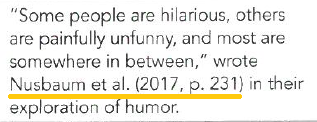 "Some people are hilarious, others
are painfully unfunny, and most are
somewhere in between," wrote
Nusbaum et al. (2017, p. 231) in their
exploration of humor.